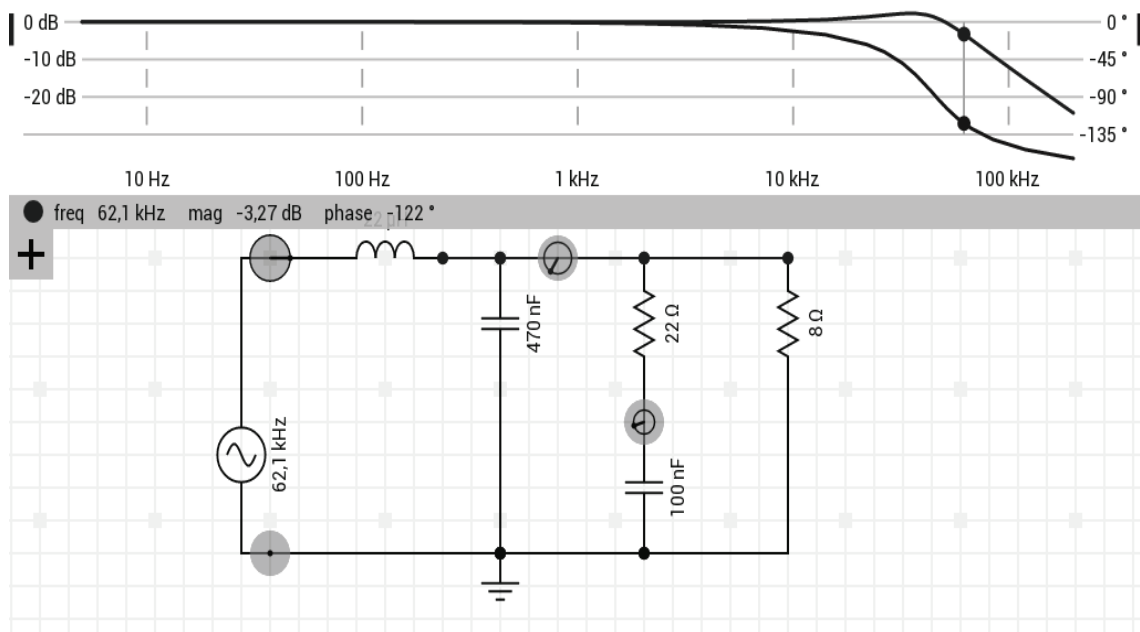 0 dB 0 °
-10 dB -45 °
-20 dB -90 °
-135 °
10 Hz 100 Hz 1 kHz 10 kHz 100 kHz
freq 62,1 kHz mag -3,27 dB phase -122 °
22 µH
470 nF
22 Ω
8 Ω
62,1 kHz
100 nF